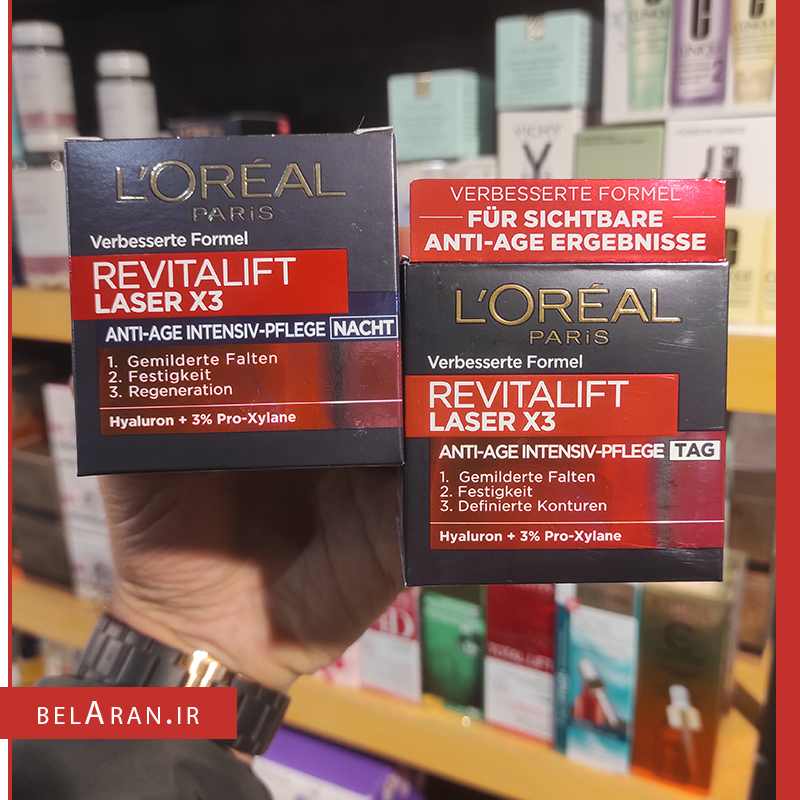 L'ORÉAL
PARiS
Verbesserte Formel
REVITALIFT
LASER X3
ANTI-AGE INTENSIV-PFLEGE NACHT
1. Gemilderte Falten
2. Festigkeit
3. Regeneration
Hyaluron + 3% Pro-Xylane
VERBESSERTE FORMEL
FÜR SICHTBARE
ANTI-AGE ERGEBNISSE
L'ORÉAL
PARiS
Verbesserte Formel
REVITALIFT
LASER X3
ANTI-AGE INTENSIV-PFLEGE TAG
1. Gemilderte Falten
2. Festigkeit
3. Definierte Konturen
Hyaluron + 3% Pro-Xylane
VICHY
CLINIQUE
2
BELARAN.IR